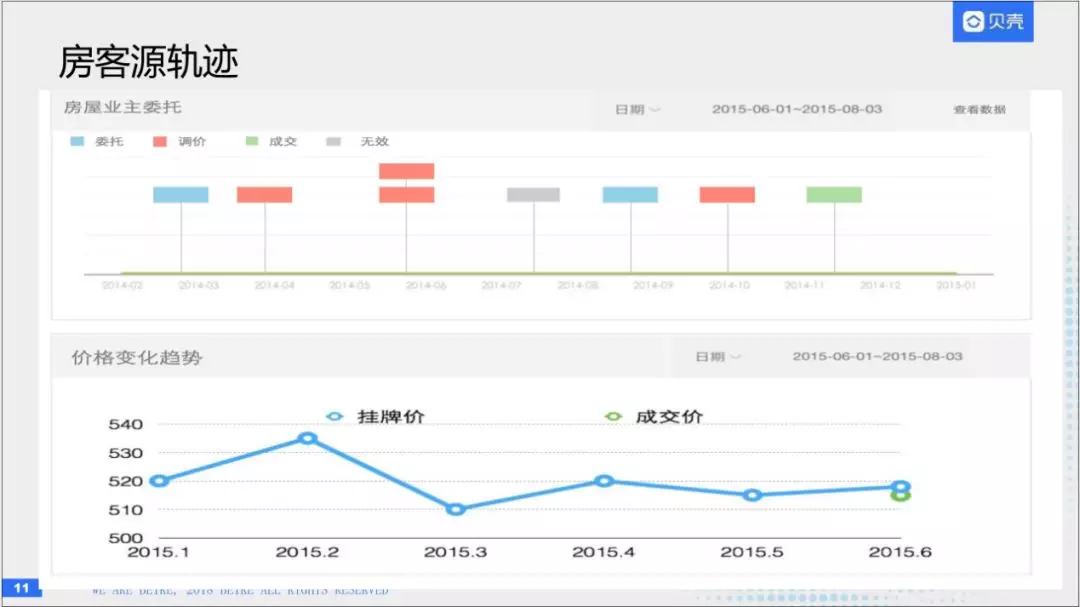 贝壳
房客源轨迹
房屋业主委托 日期 2015-06-01~2015-08-03 查看数据
委托 调价 成交 无效
2014-02 2014-03 2014-04 2014-05 2014-06 2014-07 2014-08 2014-09 2014-10 2014-11 2014-12 2015-01
价格变化趋势 日期 2015-06-01~2015-08-03
挂牌价 成交价
540
530
520
510
500
2015.1 2015.2 2015.3 2015.4 2015.5 2015.6
11 WE ARE BEIKE, 2018 BEIKE ALL RIGHTS RESERVED